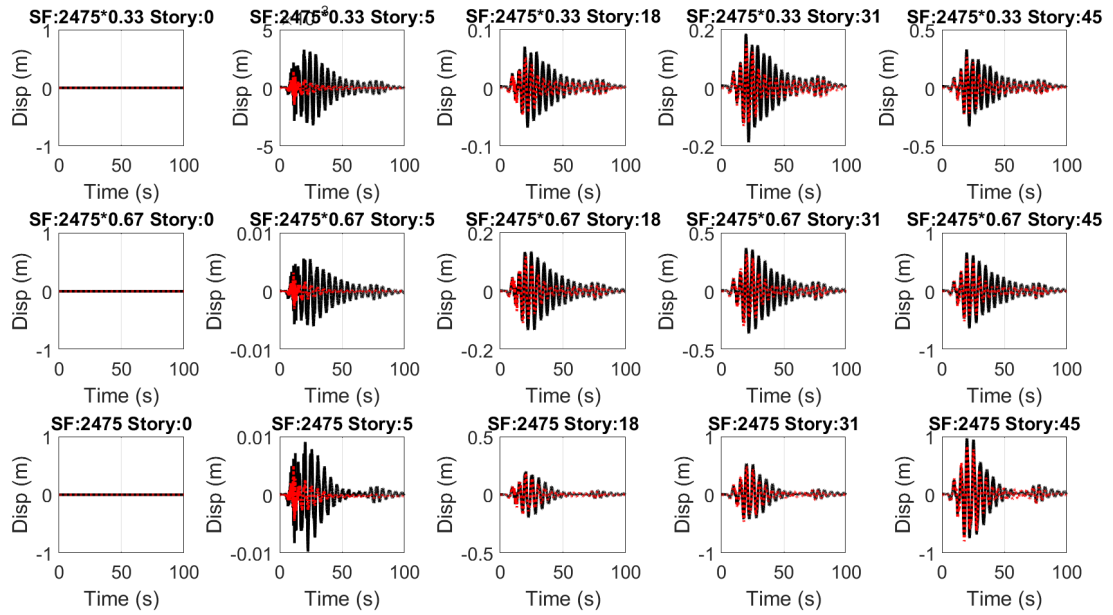 SF:2475*0.33 Story:0
SF:2475*0.33 Story:5
SF:2475*0.33 Story:18
SF:2475*0.33 Story:31
SF:2475*0.33 Story:45
1
0
-1
Disp (m)
0 50 100
Time (s)
5
0
-5
Disp (m)
0 50 100
Time (s)
0.1
0
-0.1
Disp (m)
0 50 100
Time (s)
0.2
0
-0.2
Disp (m)
0 50 100
Time (s)
0.5
0
-0.5
Disp (m)
0 50 100
Time (s)
SF:2475*0.67 Story:0
SF:2475*0.67 Story:5
SF:2475*0.67 Story:18
SF:2475*0.67 Story:31
SF:2475*0.67 Story:45
1
0
-1
Disp (m)
0 50 100
Time (s)
0.01
0
-0.01
Disp (m)
0 50 100
Time (s)
0.2
0
-0.2
Disp (m)
0 50 100
Time (s)
0.5
0
-0.5
Disp (m)
0 50 100
Time (s)
1
0
-1
Disp (m)
0 50 100
Time (s)
SF:2475 Story:0
SF:2475 Story:5
SF:2475 Story:18
SF:2475 Story:31
SF:2475 Story:45
1
0
-1
Disp (m)
0 50 100
Time (s)
0.01
0
-0.01
Disp (m)
0 50 100
Time (s)
0.5
0
-0.5
Disp (m)
0 50 100
Time (s)
1
0
-1
Disp (m)
0 50 100
Time (s)
1
0
-1
Disp (m)
0 50 100
Time (s)